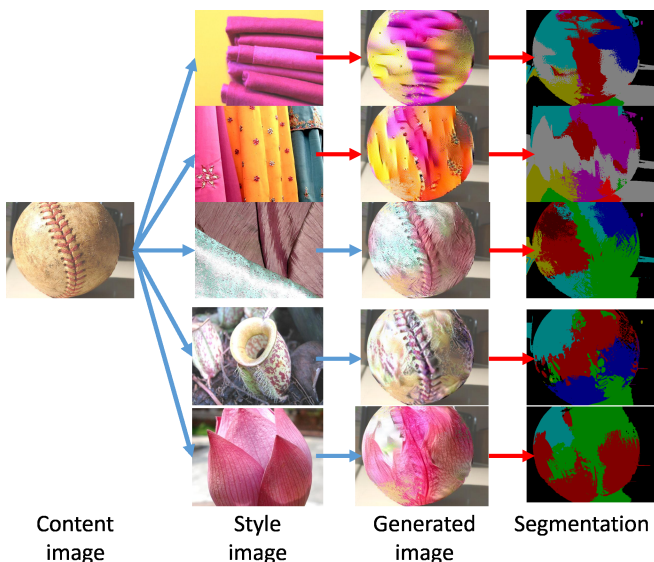 Content
image
Style
image
Generated
image
Segmentation